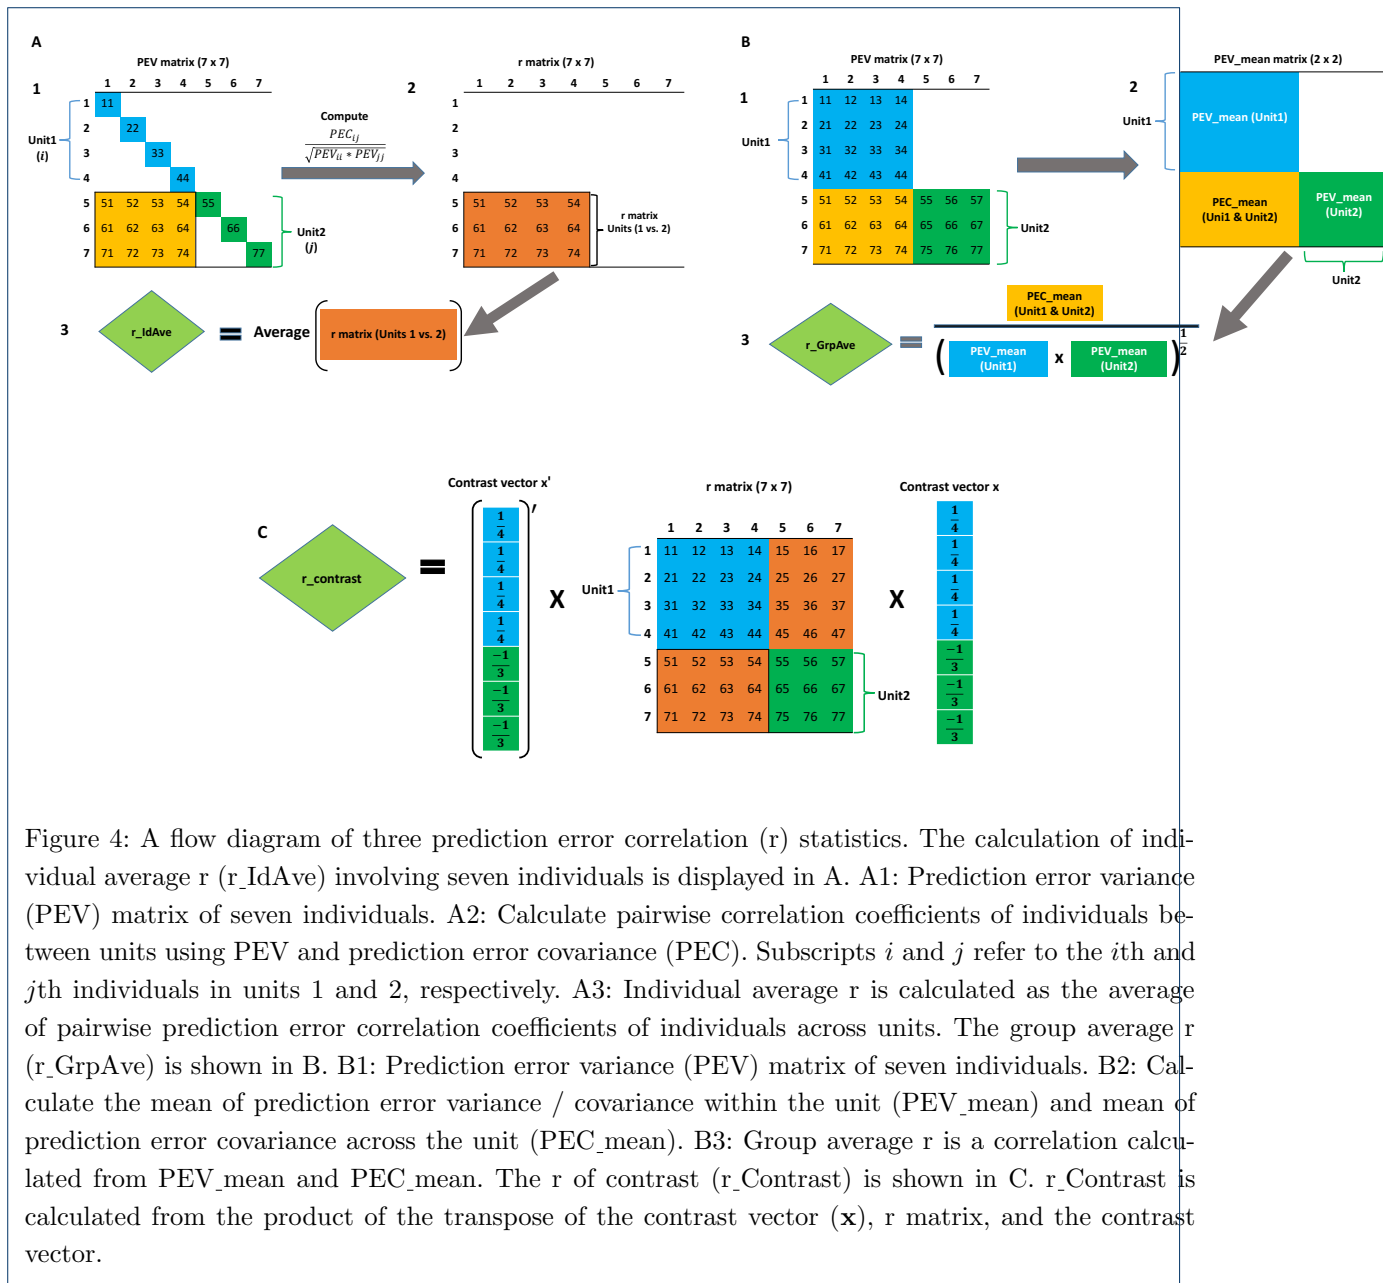 A
PEV matrix (7 x 7)
1 2 3 4 5 6 7
1
1 11
2 22
3 33
4 44
5 51 52 53 54 55
6 61 62 63 64 66
7 71 72 73 74 77
Unit1
(i)
Unit2
(j)
Compute
PEC_ij
√PEV_ii * PEV_jj
r matrix (7 x 7)
1 2 3 4 5 6 7
2
1
2
3
4
5 51 52 53 54
6 61 62 63 64
7 71 72 73 74
r matrix
Units (1 vs. 2)
3
r_IdAve
=
Average
( r matrix (Units 1 vs. 2) )
B
PEV matrix (7 x 7)
1 2 3 4 5 6 7
1
1 11 12 13 14
2 21 22 23 24
3 31 32 33 34
4 41 42 43 44
5 51 52 53 54 55 56 57
6 61 62 63 64 65 66 67
7 71 72 73 74 75 76 77
Unit1
Unit2
PEV_mean matrix (2 x 2)
2
Unit1
PEV_mean (Unit1)
PEC_mean
(Uni1 & Unit2)
PEV_mean
(Unit2)
Unit2
3
r_GrpAve
=
PEC_mean
(Unit1 & Unit2)
( PEV_mean
(Unit1)
x
PEV_mean
(Unit2) )
1
2
C
r_contrast
=
Contrast vector x'
1
4
1
4
1
4
1
4
-1
3
-1
3
-1
3
′
X
r matrix (7 x 7)
1 2 3 4 5 6 7
1 11 12 13 14 15 16 17
2 21 22 23 24 25 26 27
3 31 32 33 34 35 36 37
4 41 42 43 44 45 46 47
5 51 52 53 54 55 56 57
6 61 62 63 64 65 66 67
7 71 72 73 74 75 76 77
Unit1
Unit2
X
Contrast vector x
1
4
1
4
1
4
1
4
-1
3
-1
3
-1
3
Figure 4: A flow diagram of three prediction error correlation (r) statistics. The calculation of indi-
vidual average r (r_IdAve) involving seven individuals is displayed in A. A1: Prediction error variance
(PEV) matrix of seven individuals. A2: Calculate pairwise correlation coefficients of individuals be-
tween units using PEV and prediction error covariance (PEC). Subscripts i and j refer to the ith and
jth individuals in units 1 and 2, respectively. A3: Individual average r is calculated as the average
of pairwise prediction error correlation coefficients of individuals across units. The group average r
(r_GrpAve) is shown in B. B1: Prediction error variance (PEV) matrix of seven individuals. B2: Cal-
culate the mean of prediction error variance / covariance within the unit (PEV_mean) and mean of
prediction error covariance across the unit (PEC_mean). B3: Group average r is a correlation calcu-
lated from PEV_mean and PEC_mean. The r of contrast (r_Contrast) is shown in C. r_Contrast is
calculated from the product of the transpose of the contrast vector (x), r matrix, and the contrast
vector.